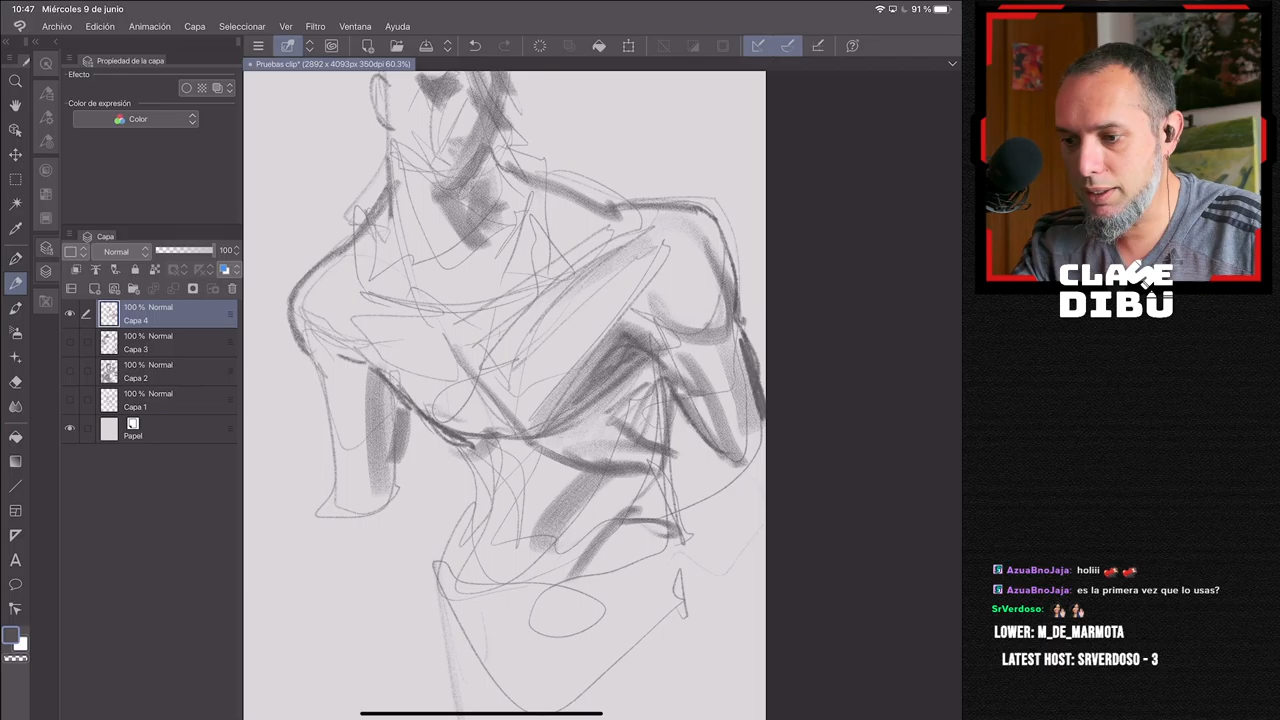 10:47 Miércoles 9 de junio 91 %
Archivo Edición Animación Capa Seleccionar Ver Filtro Ventana Ayuda
Pruebas clip* (2892 x 4093px 350dpi 60.3%)
Propiedad de la capa
Efecto
Color de expresión
Color
Capa
Normal 100
100 % Normal
Capa 4
100 % Normal
Capa 3
100 % Normal
Capa 2
100 % Normal
Capa 1
Papel
CLASE
DIBU
AzuaBnoJaja: holiii
AzuaBnoJaja: es la primera vez que lo usas?
SrVerdoso:
LOWER: M_DE_MARMOTA
LATEST HOST: SRVERDOSO - 3